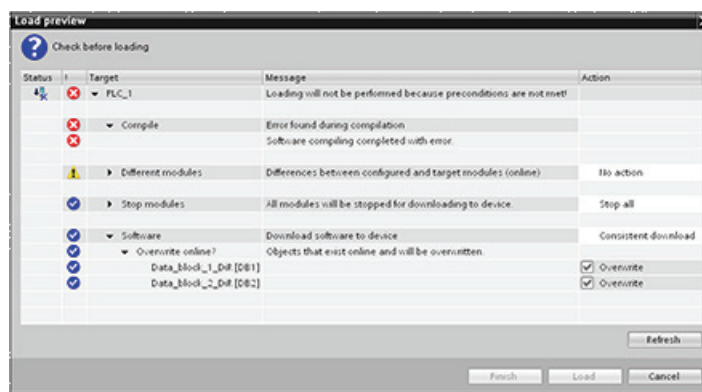 Load preview
Check before loading
Status ! Target Message Action
PLC_1 Loading will not be performed because preconditions are not met!
Compile Error found during compilation
Software compiling completed with error.
Different modules Differences between configured and target modules (online) No action
Stop modules All modules will be stopped for downloading to device. Stop all
Software Download software to device Consistent download
Overwrite online? Objects that exist online and will be overwritten.
Data_block_1_DiR [DB1] Overwrite
Data_block_2_DiR [DB2] Overwrite
Refresh
Finish Load Cancel